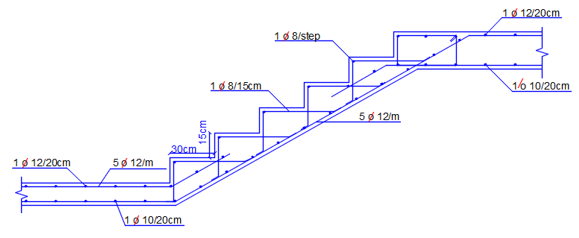 1 ø 12/20cm
1 ø 8/step
1 ø 8/15cm
1/o 10/20cm
15cm
5 ø 12/m
30cm
1 ø 12/20cm
5 ø 12/m
1 ø 10/20cm